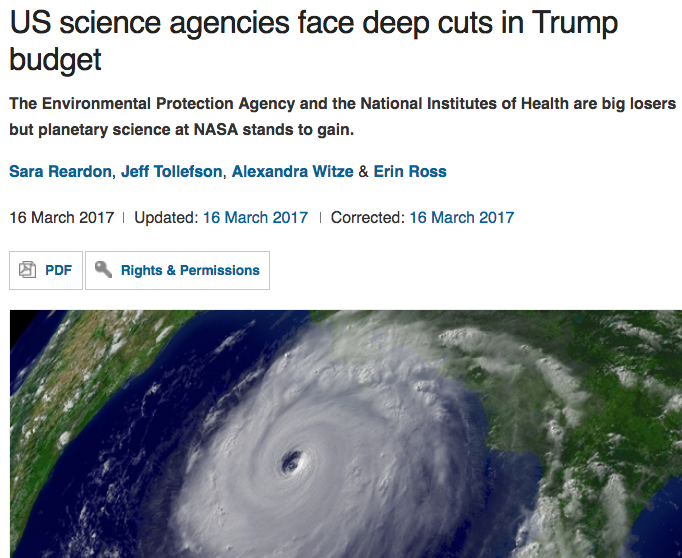 US science agencies face deep cuts in Trump
budget
The Environmental Protection Agency and the National Institutes of Health are big losers
but planetary science at NASA stands to gain.
Sara Reardon, Jeff Tollefson, Alexandra Witze & Erin Ross
16 March 2017 | Updated: 16 March 2017 | Corrected: 16 March 2017
PDF Rights & Permissions